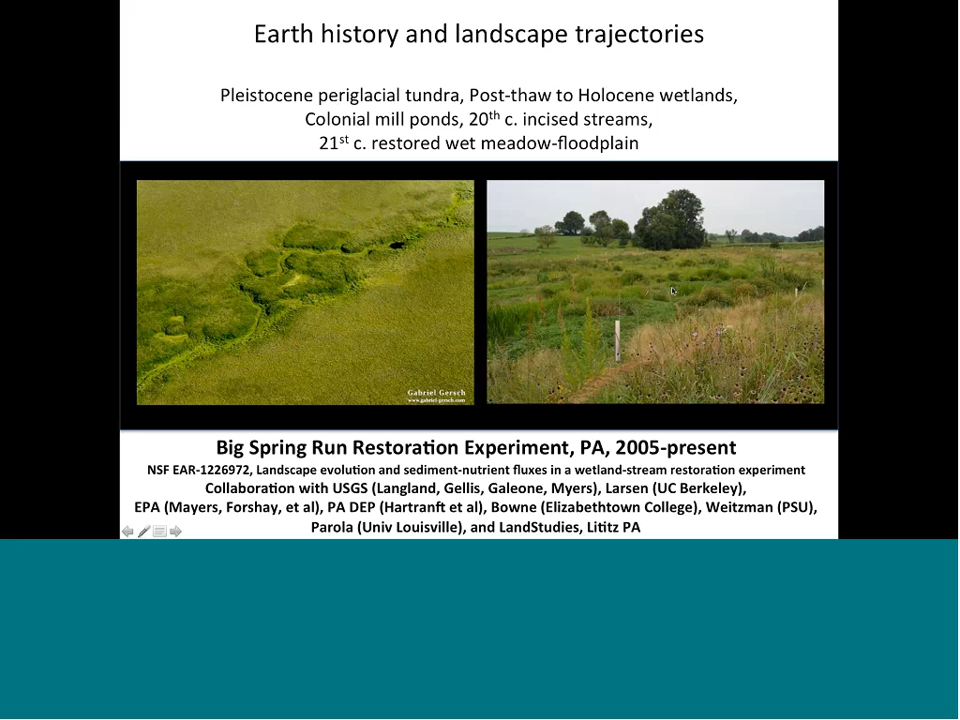 Earth history and landscape trajectories
Pleistocene periglacial tundra, Post-thaw to Holocene wetlands,
Colonial mill ponds, 20th c. incised streams,
21st c. restored wet meadow-floodplain
Gabriel Gersch
www.gabriel-gersch.com
Big Spring Run Restoration Experiment, PA, 2005-present
NSF EAR-1226972, Landscape evolution and sediment-nutrient fluxes in a wetland-stream restoration experiment
Collaboration with USGS (Langland, Gellis, Galeone, Myers), Larsen (UC Berkeley),
EPA (Mayers, Forshay, et al), PA DEP (Hartranft et al), Bowne (Elizabethtown College), Weitzman (PSU),
Parola (Univ Louisville), and LandStudies, Lititz PA